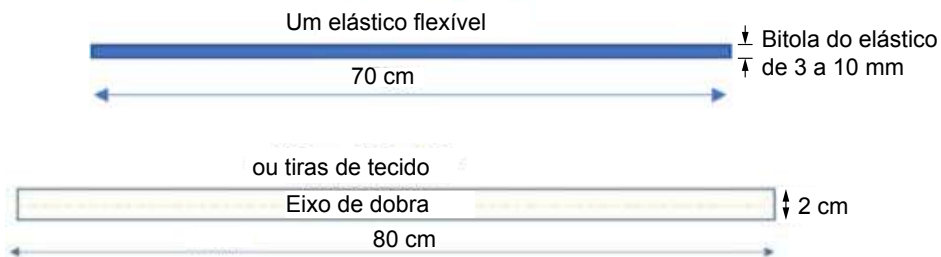 Um elástico flexível
Bitola do elástico
de 3 a 10 mm
70 cm
ou tiras de tecido
Eixo de dobra
2 cm
80 cm